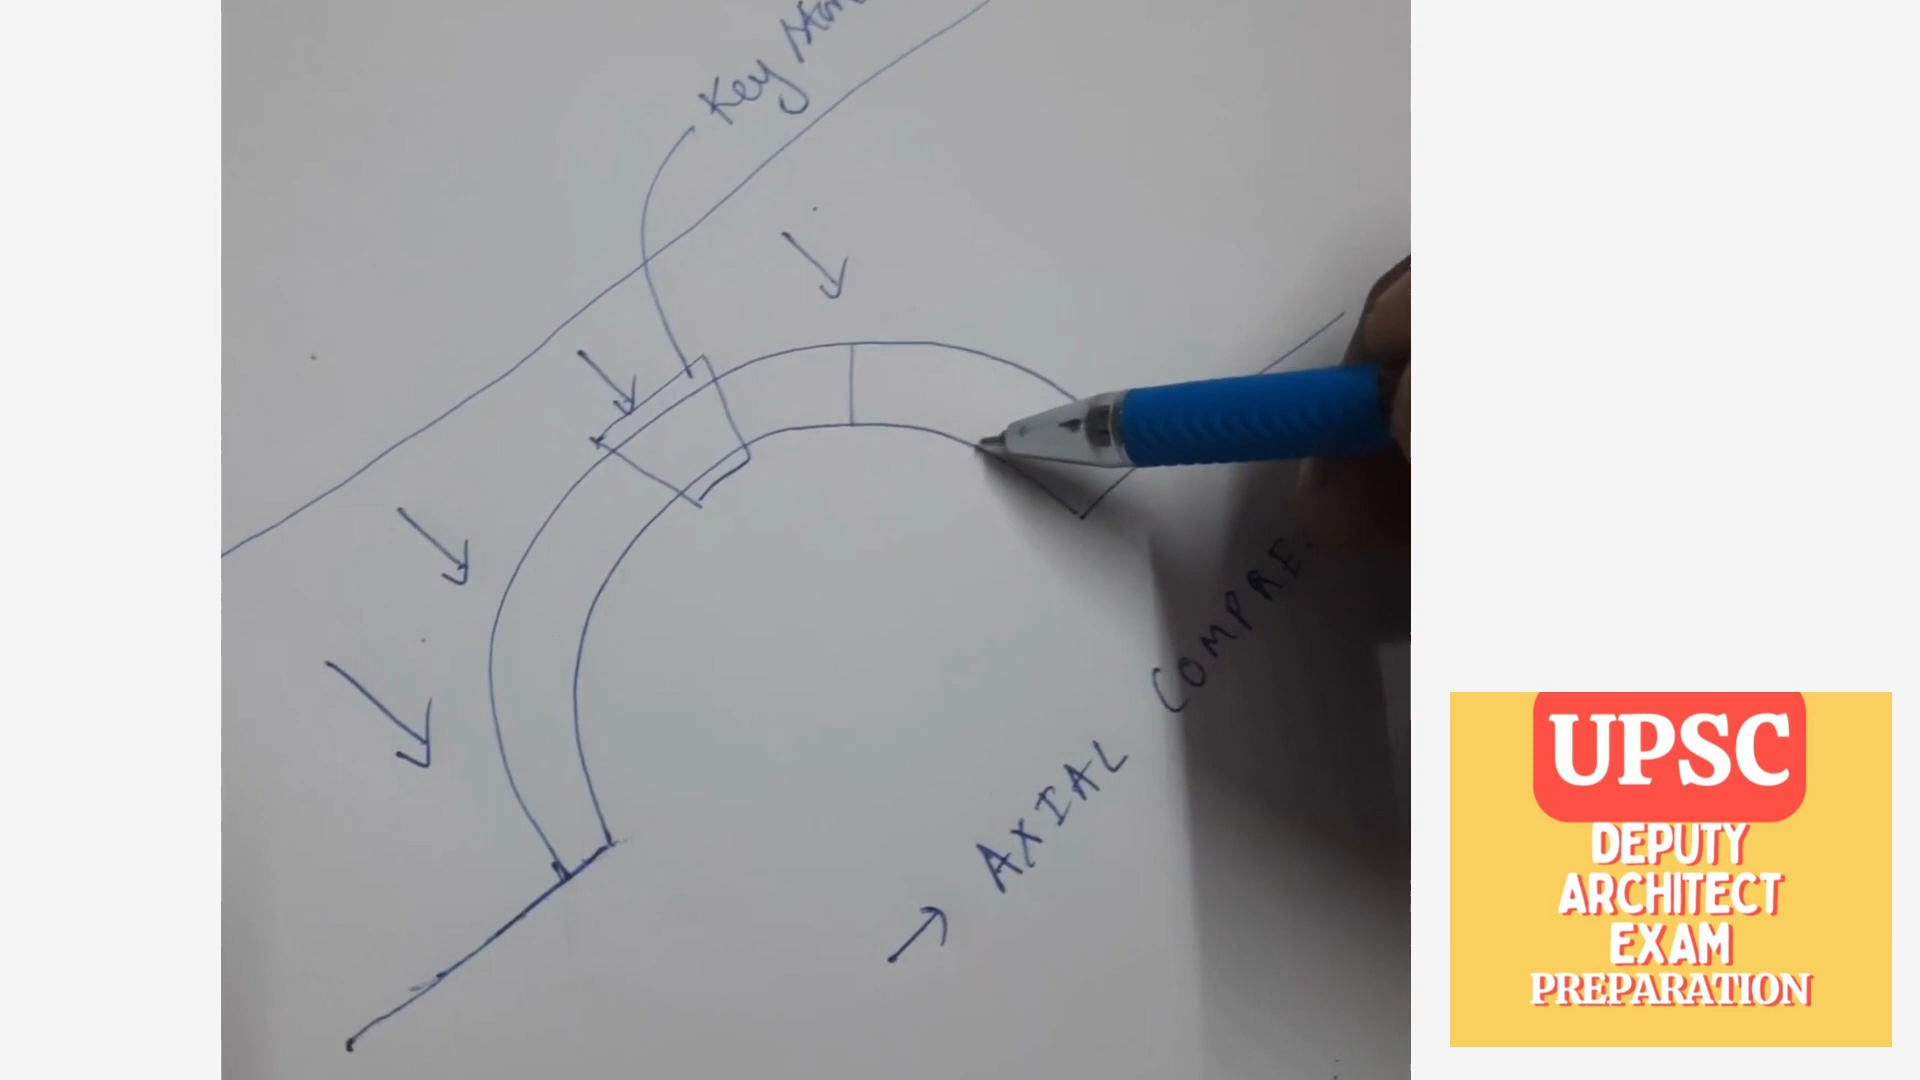 Key
→ AXIAL COMPRE.
UPSC
DEPUTY
ARCHITECT
EXAM
PREPARATION